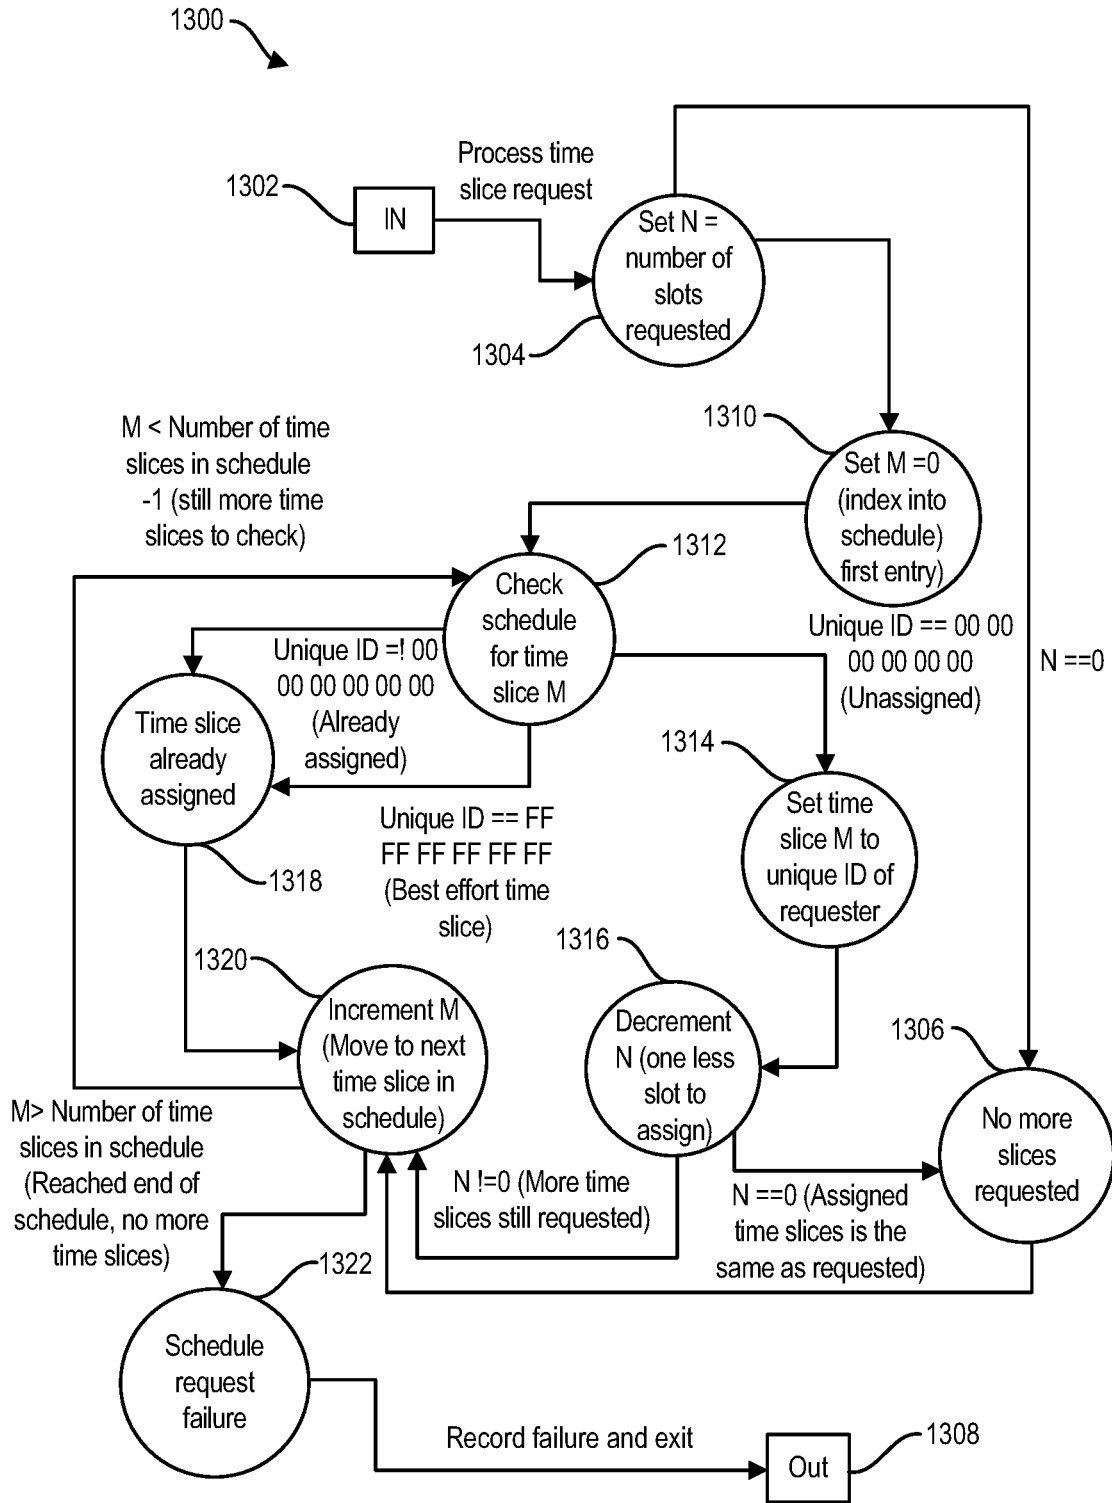 1300
Process time
slice request
1302
IN
Set N =
number of
slots
requested
1304
M < Number of time
slices in schedule
-1 (still more time
slices to check)
1310
Set M =0
(index into
schedule)
first entry)
1312
Check
schedule
for time
slice M
Unique ID == 00 00
00 00 00 00
(Unassigned)
N ==0
Unique ID =! 00
00 00 00 00 00
(Already
assigned)
Time slice
already
assigned
1314
Set time
slice M to
unique ID of
requester
Unique ID == FF
FF FF FF FF FF
(Best effort time
slice)
1318
1316
1320
Increment M
(Move to next
time slice in
schedule)
Decrement
N (one less
slot to
assign)
1306
No more
slices
requested
M> Number of time
slices in schedule
(Reached end of
schedule, no more
time slices)
N !=0 (More time
slices still requested)
N ==0 (Assigned
time slices is the
same as requested)
1322
Schedule
request
failure
Record failure and exit
Out
1308